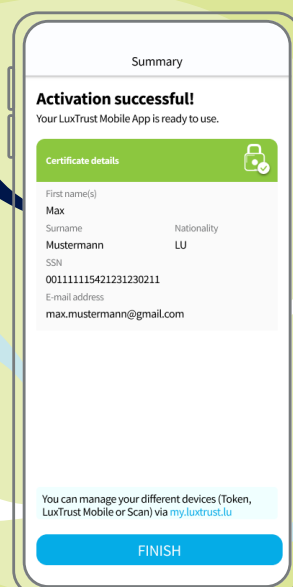 Summary
Activation successful!
Your LuxTrust Mobile App is ready to use.
Certificate details
First name(s)
Max
Surname Nationality
Mustermann LU
SSN
001111115421231230211
E-mail address
max.mustermann@gmail.com
You can manage your different devices (Token,
LuxTrust Mobile or Scan) via my.luxtrust.lu
FINISH